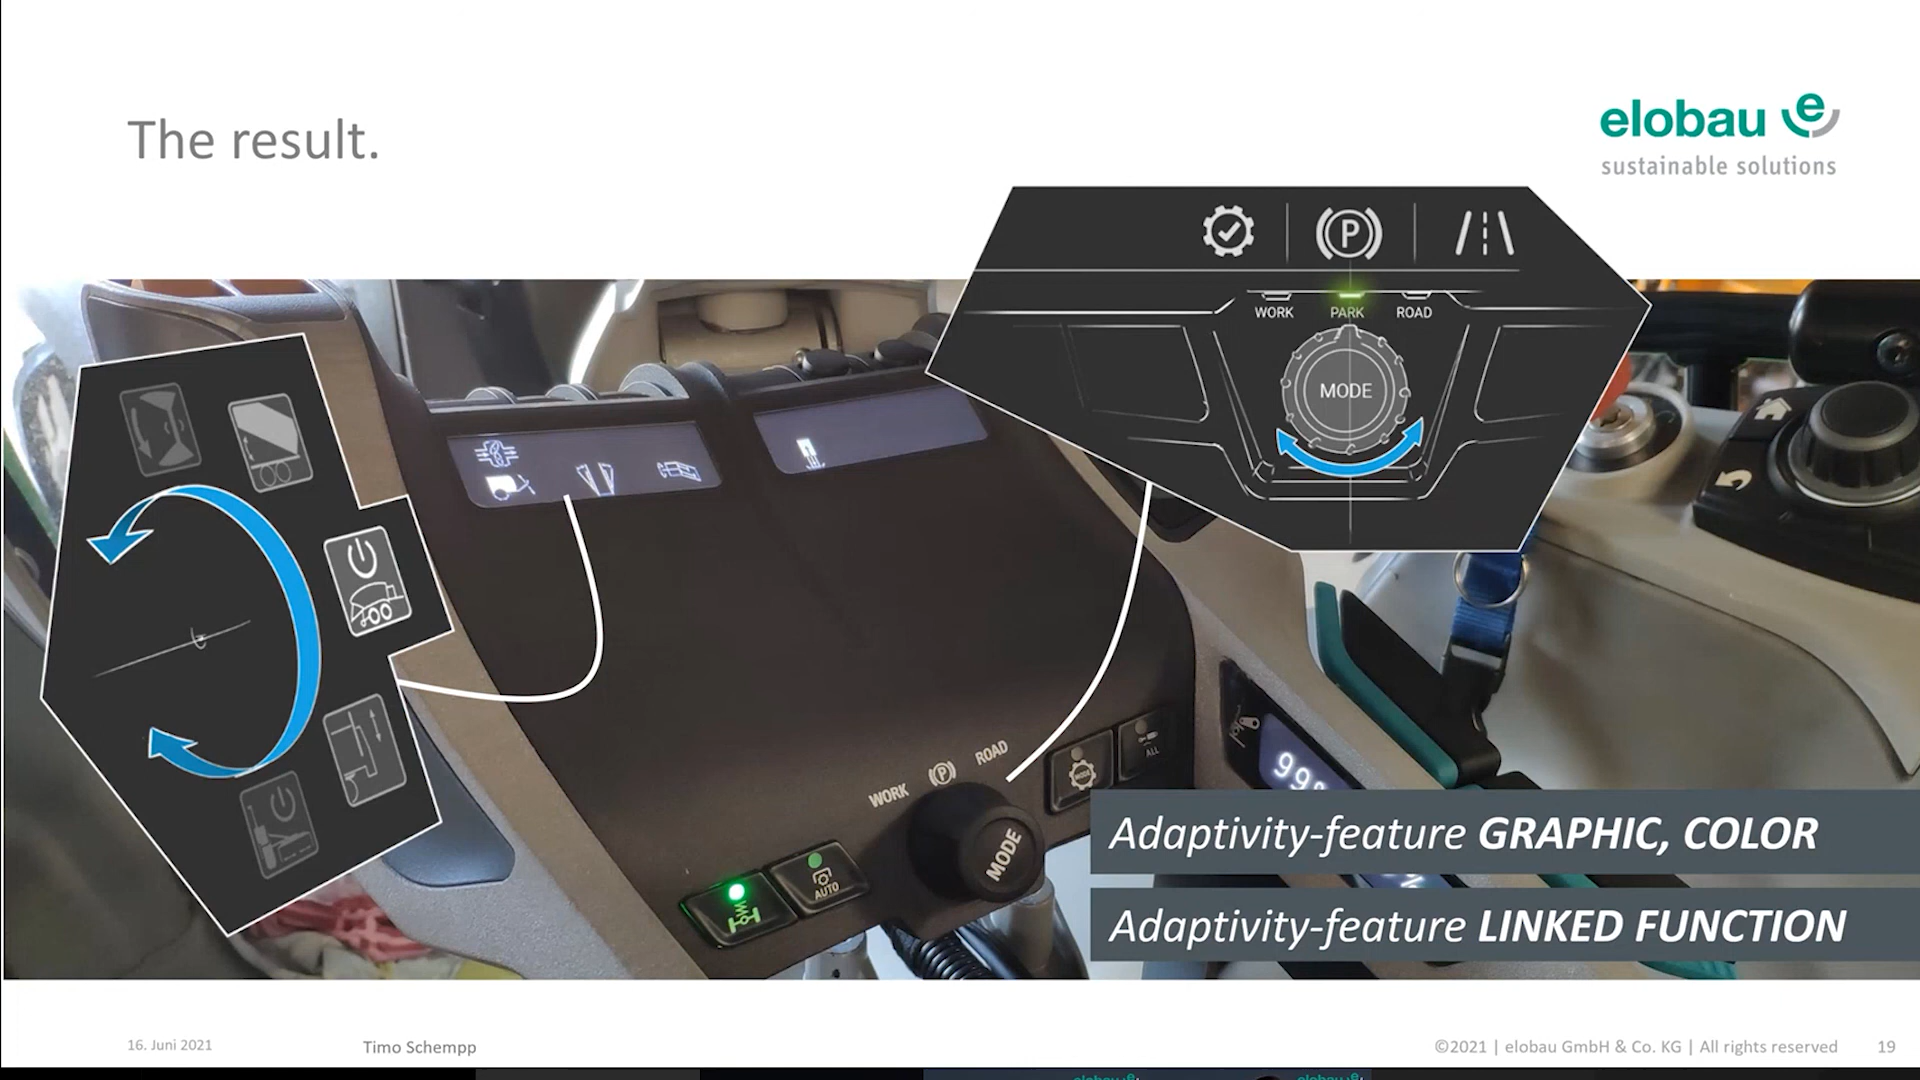 The result.
elobau e
sustainable solutions
P
WORK PARK ROAD
MODE
WORK P ROAD
MODE
MODE
ALL
AUTO
Adaptivity-feature GRAPHIC, COLOR
Adaptivity-feature LINKED FUNCTION
16. Juni 2021
Timo Schempp
©2021 | elobau GmbH & Co. KG | All rights reserved
19